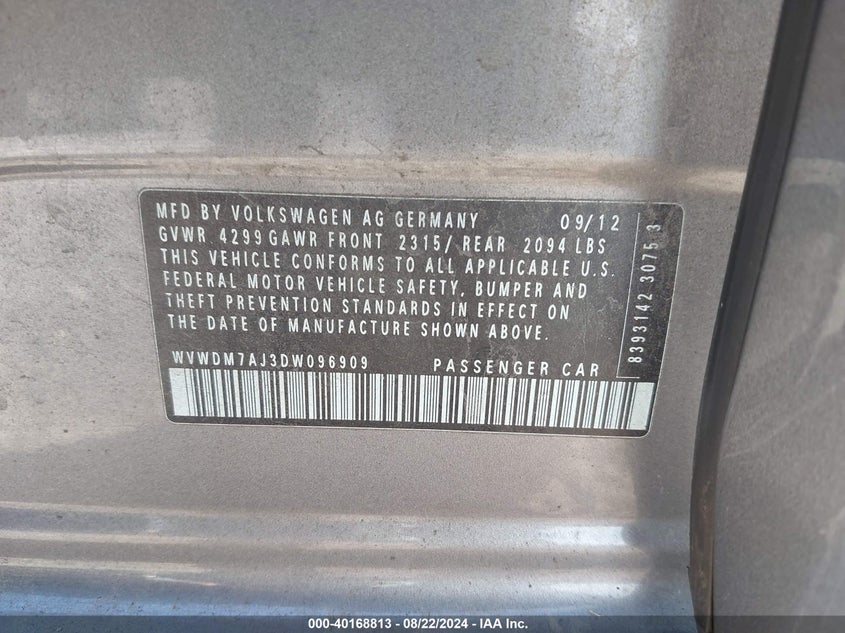 MFD BY VOLKSWAGEN AG GERMANY 09/12
GVWR 4299 GAWR FRONT 2315/ REAR 2094 LBS
THIS VEHICLE CONFORMS TO ALL APPLICABLE U.S.
FEDERAL MOTOR VEHICLE SAFETY, BUMPER AND
THEFT PREVENTION STANDARDS IN EFFECT ON
THE DATE OF MANUFACTURE SHOWN ABOVE.
WVWDM7AJ3DW096909 PASSENGER CAR
8393142 3075 3
000-40168813 - 08/22/2024 - IAA Inc.